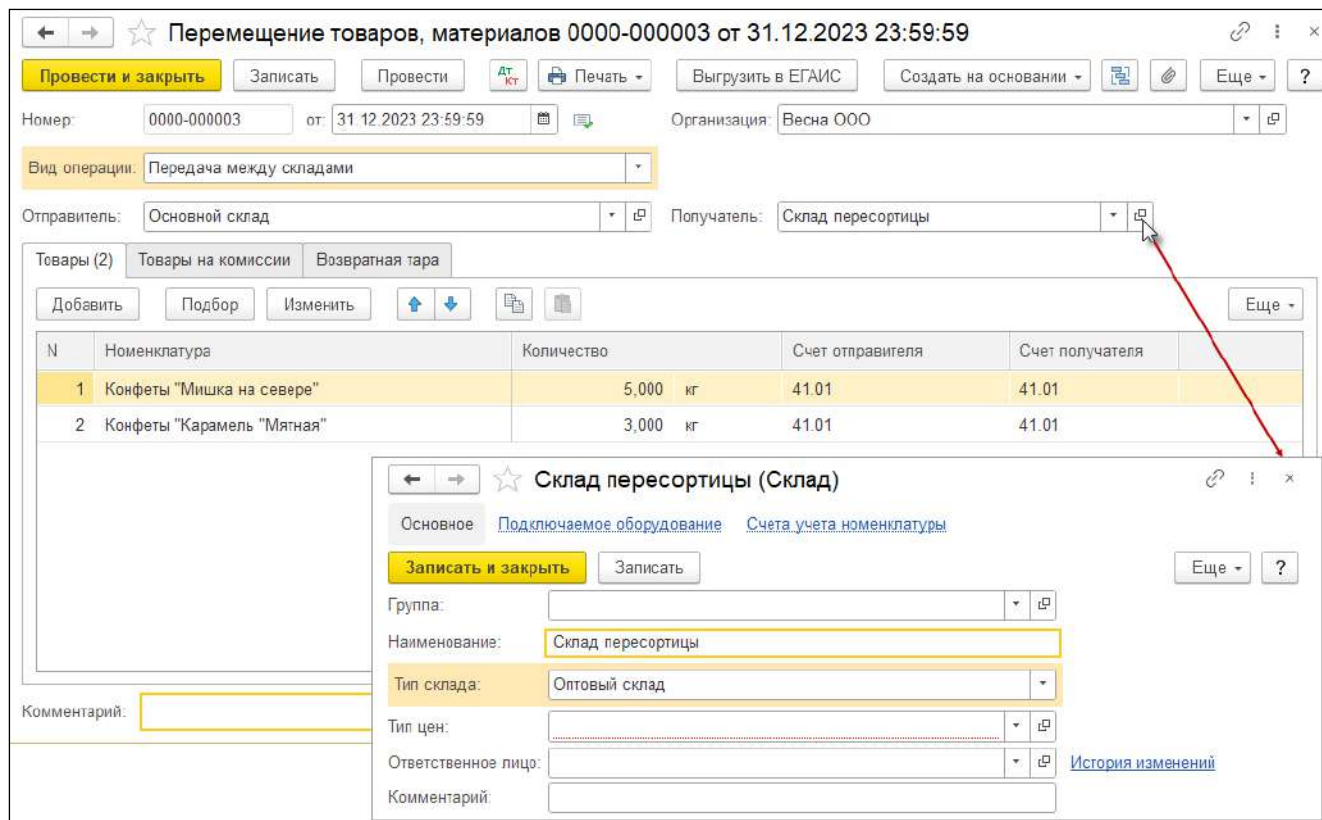 Перемещение товаров, материалов 0000-000003 от 31.12.2023 23:59:59
Провести и закрыть Записать Провести Дт Кт Печать Выгрузить в ЕГАИС Создать на основании Еще ?
Номер: 0000-000003 от: 31.12.2023 23:59:59 Организация: Весна ООО
Вид операции: Передача между складами
Отправитель: Основной склад Получатель: Склад пересортицы
Товары (2) Товары на комиссии Возвратная тара
Добавить Подбор Изменить Еще
N Номенклатура Количество Счет отправителя Счет получателя
1 Конфеты "Мишка на севере" 5,000 кг 41.01 41.01
2 Конфеты "Карамель "Мятная" 3,000 кг 41.01 41.01
Комментарий:
Склад пересортицы (Склад)
Основное Подключаемое оборудование Счета учета номенклатуры
Записать и закрыть Записать Еще ?
Группа:
Наименование: Склад пересортицы
Тип склада: Оптовый склад
Тип цен:
Ответственное лицо: История изменений
Комментарий: